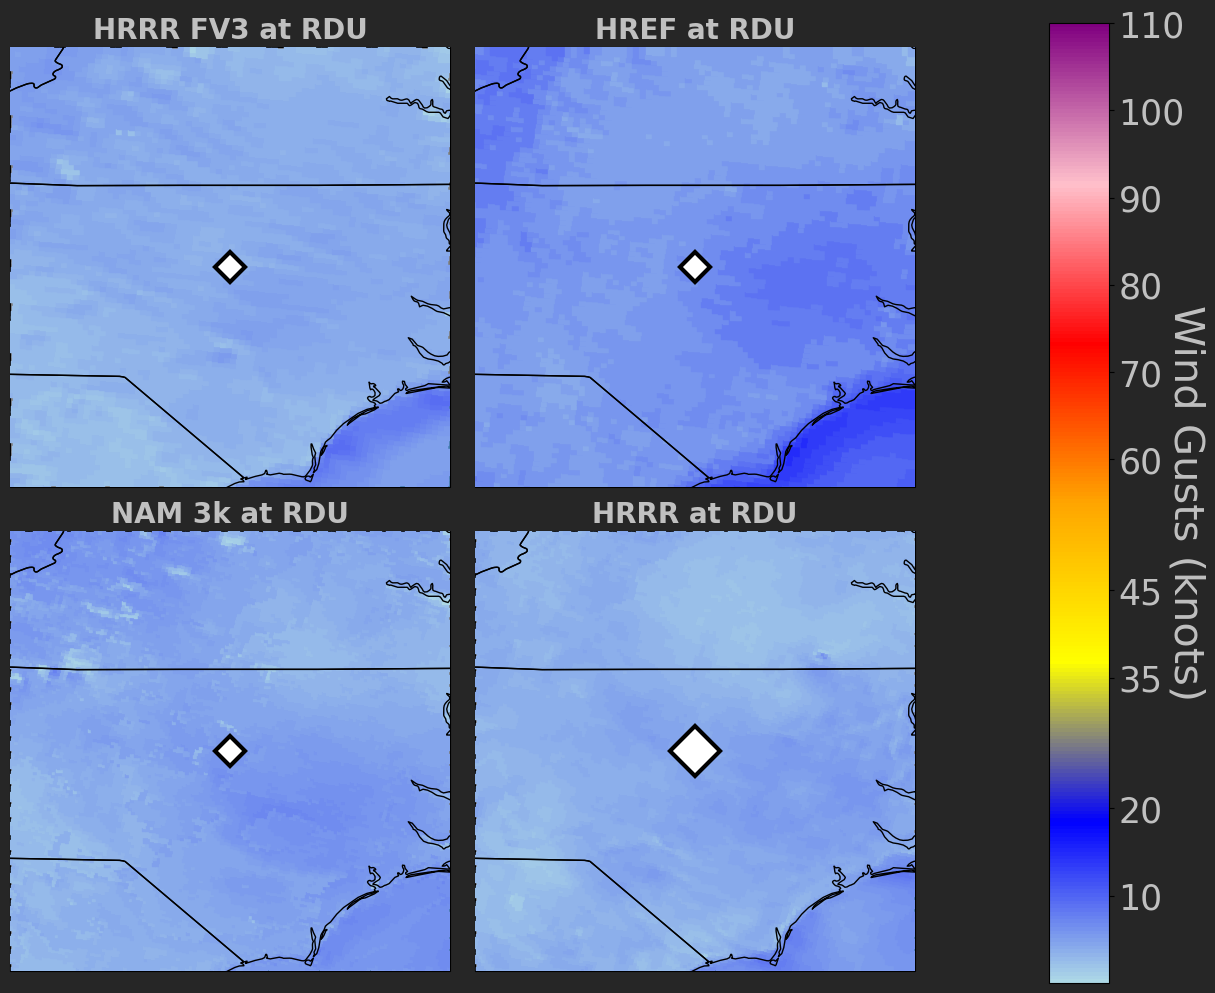 HRRR FV3 at RDU
HREF at RDU
NAM 3k at RDU
HRRR at RDU
110
100
90
80
70
60
45
35
20
10
Wind Gusts (knots)